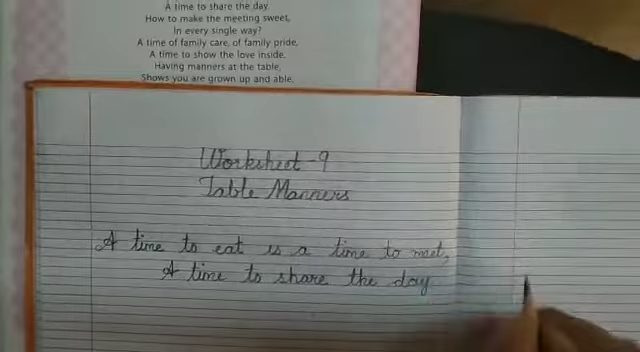 A time to share the day.
How to make the meeting sweet,
In every single way?
A time of family care, of family pride,
A time to show the love inside.
Having manners at the table,
Shows you are grown up and able.
Worksheet-9
Table Manners
A time to eat is a time to meet,
A time to share the day